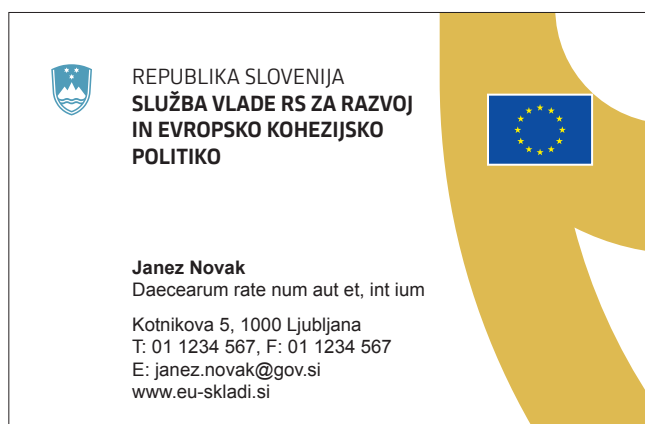 REPUBLIKA SLOVENIJA
SLUŽBA VLADE RS ZA RAZVOJ
IN EVROPSKO KOHEZIJSKO
POLITIKO
Janez Novak
Daecearum rate num aut et, int ium
Kotnikova 5, 1000 Ljubljana
T: 01 1234 567, F: 01 1234 567
E: janez.novak@gov.si
www.eu-skladi.si